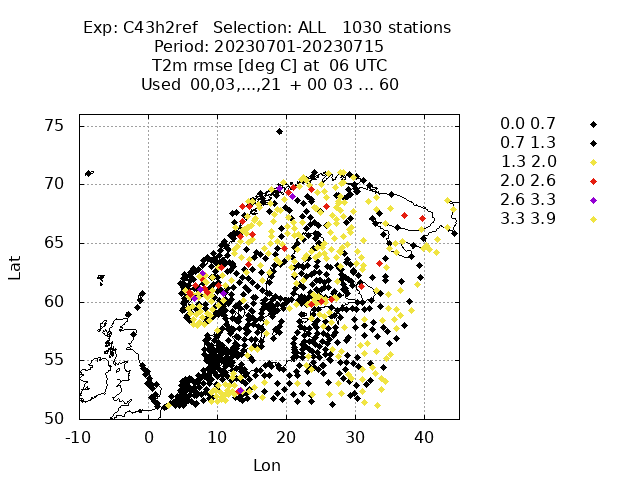 Exp: C43h2ref   Selection: ALL   1030 stations
Period: 20230701-20230715
T2m rmse [deg C] at  06 UTC
Used  00,03,...,21  + 00 03 ... 60
0.0 0.7
0.7 1.3
1.3 2.0
2.0 2.6
2.6 3.3
3.3 3.9
75
70
65
60
55
50
Lat
-10 0 10 20 30 40
Lon